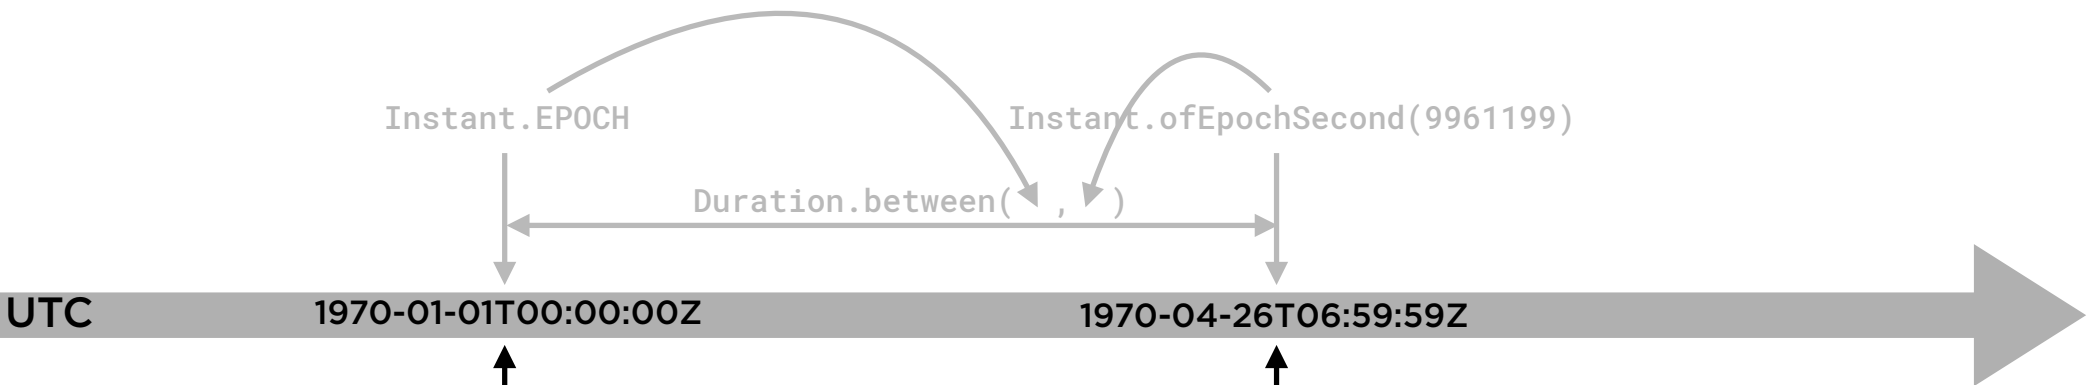 Instant.EPOCH
Instant.ofEpochSecond(9961199)
Duration.between( , )
UTC
1970-01-01T00:00:00Z
1970-04-26T06:59:59Z